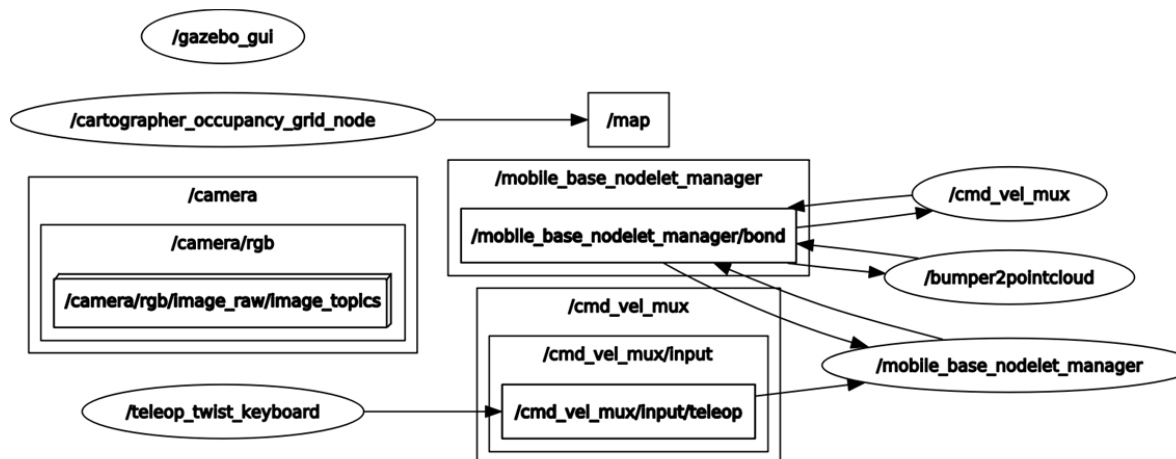 /gazebo_gui
/cartographer_occupancy_grid_node
/map
/mobile_base_nodelet_manager
/camera
/cmd_vel_mux
/mobile_base_nodelet_manager/bond
/camera/rgb
/bumper2pointcloud
/camera/rgb/image_raw/image_topics
/cmd_vel_mux
/cmd_vel_mux/input
/mobile_base_nodelet_manager
/teleop_twist_keyboard
/cmd_vel_mux/input/teleop